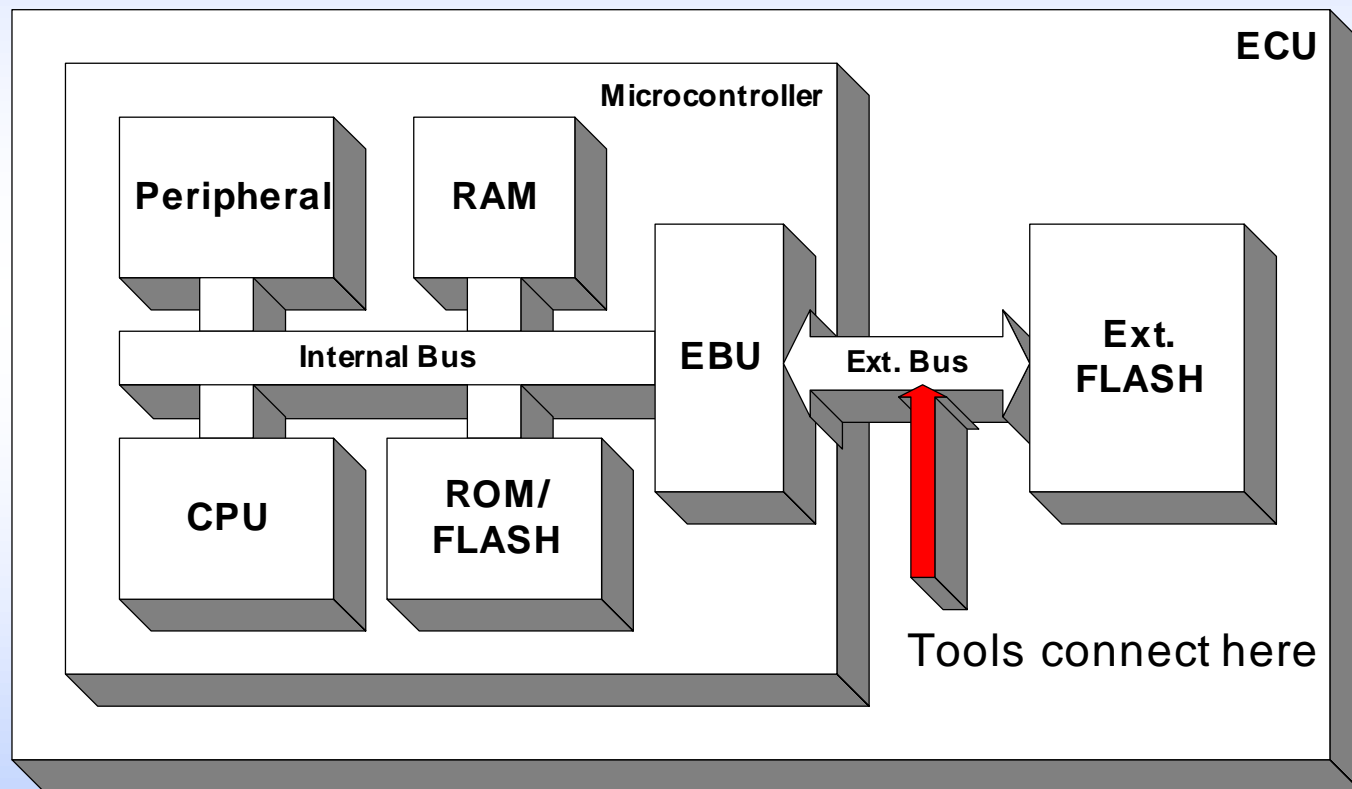 ECU
Microcontroller
Peripheral
RAM
Internal Bus
EBU
Ext. Bus
Ext.
FLASH
CPU
ROM/
FLASH
Tools connect here